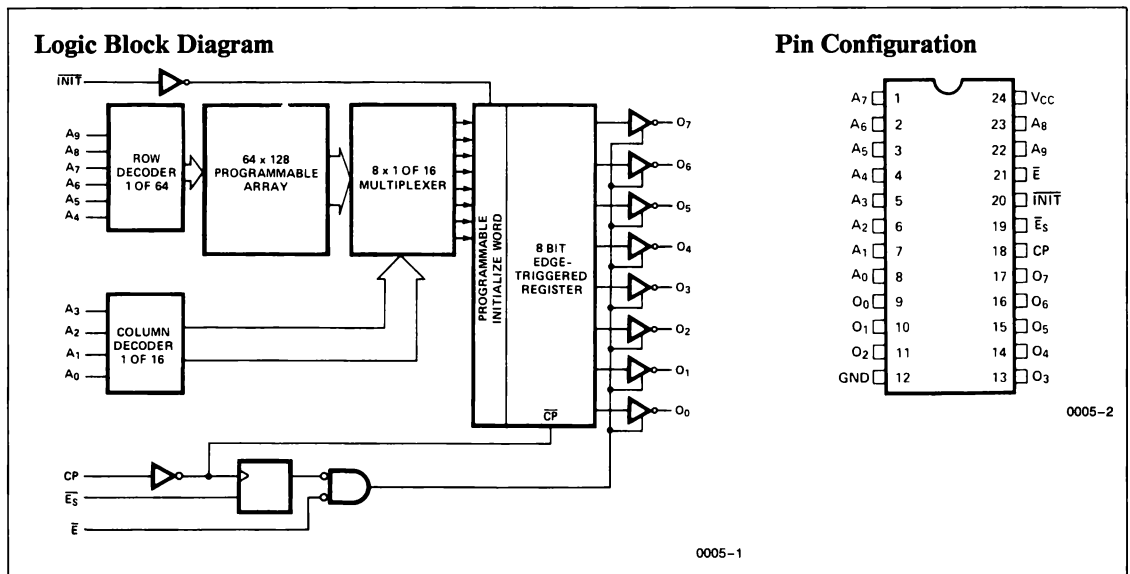 Logic Block Diagram
INIT
A9
A8
A7
A6
A5
A4
ROW
DECODER
1 OF 64
64 x 128
PROGRAMMABLE
ARRAY
8 x 1 OF 16
MULTIPLEXER
PROGRAMMABLE
INITIALIZE WORD
8 BIT
EDGE-
TRIGGERED
REGISTER
CP
O7
O6
O5
O4
O3
O2
O1
O0
A3
A2
A1
A0
COLUMN
DECODER
1 OF 16
CP
ES
E
0005-1
Pin Configuration
A7 1 24 VCC
A6 2 23 A8
A5 3 22 A9
A4 4 21 E
A3 5 20 INIT
A2 6 19 ES
A1 7 18 CP
A0 8 17 O7
O0 9 16 O6
O1 10 15 O5
O2 11 14 O4
GND 12 13 O3
0005-2